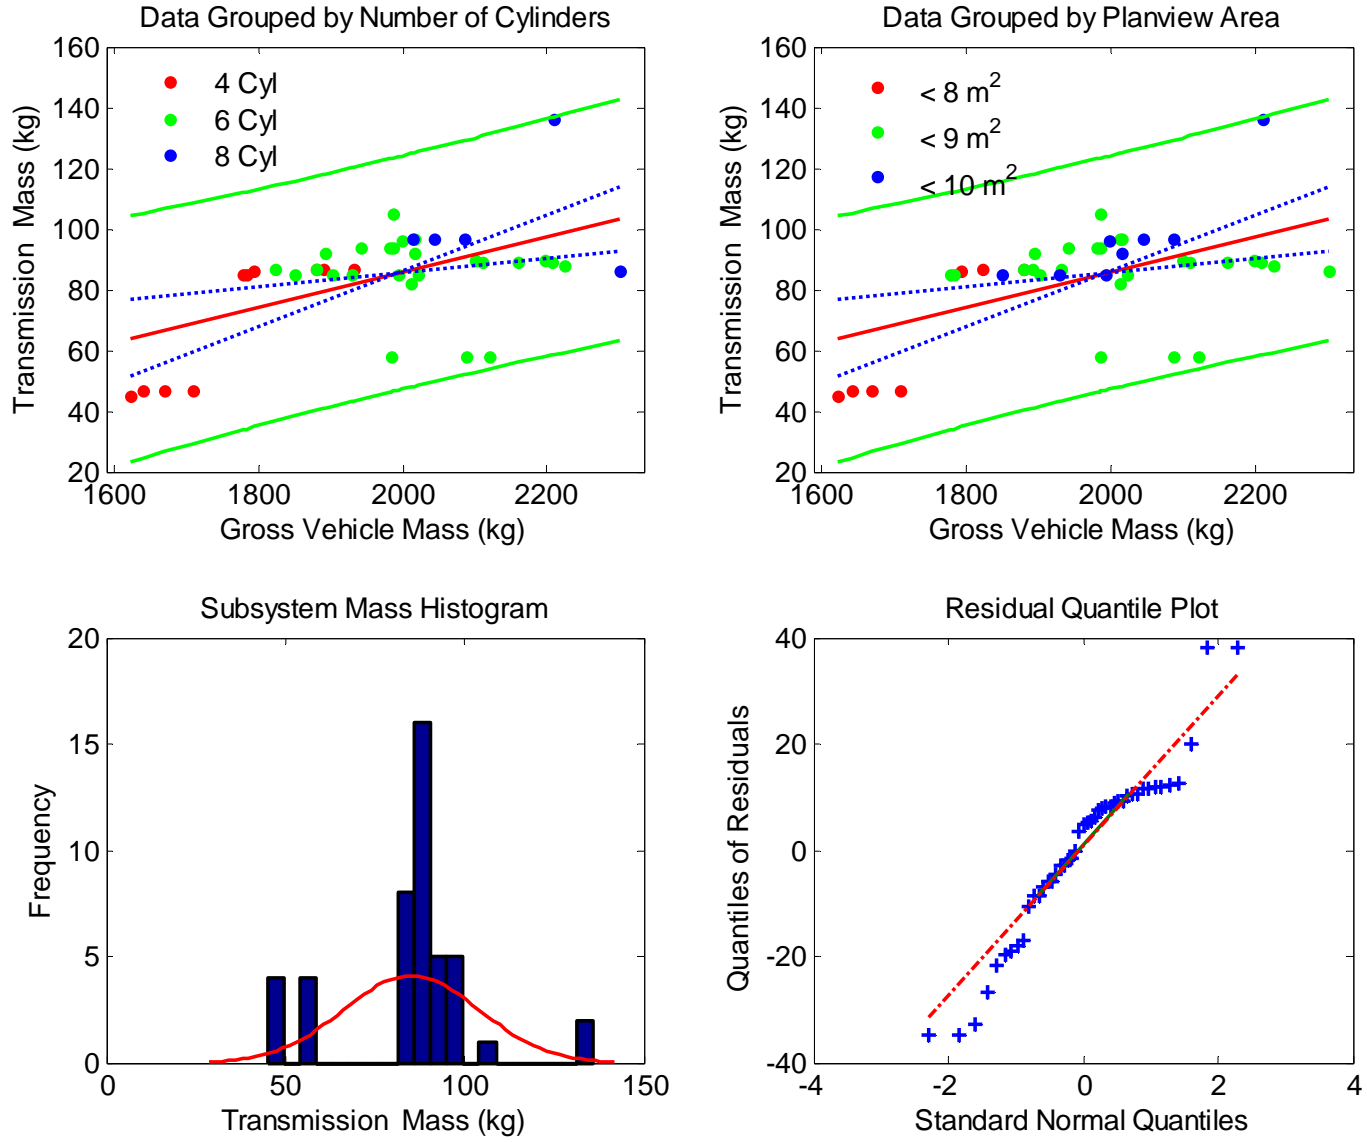 Data Grouped by Number of Cylinders
160
140
120
100
80
60
40
20
Transmission Mass (kg)
4 Cyl
6 Cyl
8 Cyl
1600
1800
2000
2200
Gross Vehicle Mass (kg)
Data Grouped by Planview Area
160
140
120
100
80
60
40
20
Transmission Mass (kg)
< 8 m²
< 9 m²
< 10 m²
1600
1800
2000
2200
Gross Vehicle Mass (kg)
Subsystem Mass Histogram
20
15
10
5
0
Frequency
0
50
100
150
Transmission Mass (kg)
Residual Quantile Plot
40
20
0
-20
-40
Quantiles of Residuals
-4
-2
0
2
4
Standard Normal Quantiles